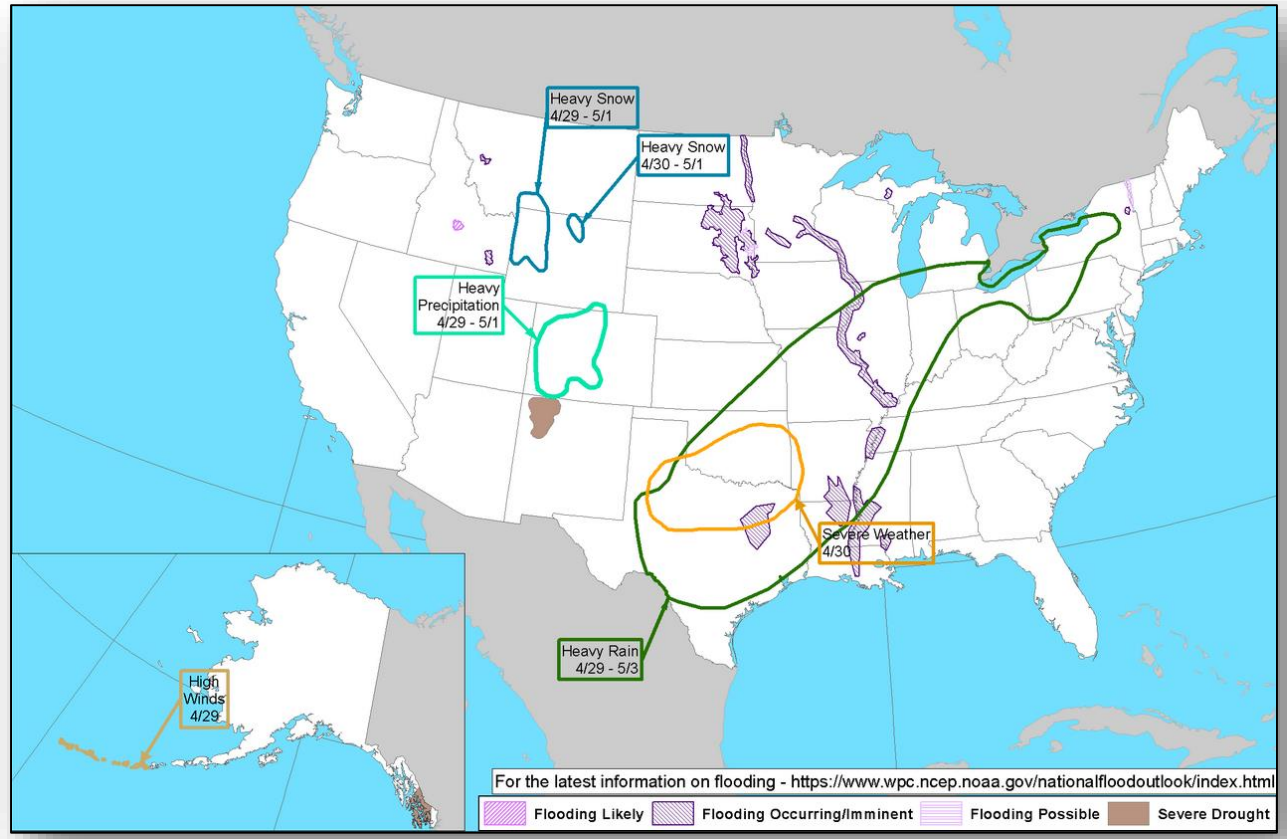 Heavy Snow
4/29 - 5/1
Heavy Snow
4/30 - 5/1
Heavy
Precipitation
4/29 - 5/1
Severe Weather
4/30
Heavy Rain
4/29 - 5/3
High
Winds
4/29
For the latest information on flooding - https://www.wpc.ncep.noaa.gov/nationalfloodoutlook/index.html
Flooding Likely Flooding Occurring/Imminent Flooding Possible Severe Drought